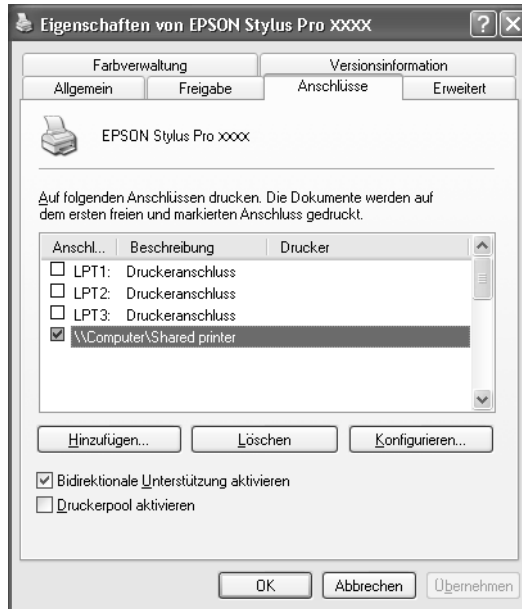 Eigenschaften von EPSON Stylus Pro XXXX
Farbverwaltung Versionsinformation
Allgemein Freigabe Anschlüsse Erweitert
EPSON Stylus Pro xxxx
Auf folgenden Anschlüssen drucken. Die Dokumente werden auf
dem ersten freien und markierten Anschluss gedruckt.
Anschl... Beschreibung Drucker
LPT1: Druckeranschluss
LPT2: Druckeranschluss
LPT3: Druckeranschluss
\\Computer\Shared printer
Hinzufügen... Löschen Konfigurieren...
Bidirektionale Unterstützung aktivieren
Druckerpool aktivieren
OK Abbrechen Übernehmen